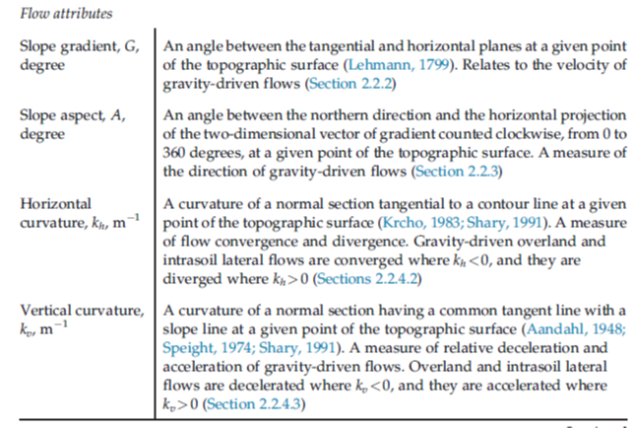 Flow attributes
Slope gradient, G,
degree
An angle between the tangential and horizontal planes at a given point
of the topographic surface (Lehmann, 1799). Relates to the velocity of
gravity-driven flows (Section 2.2.2)
Slope aspect, A,
degree
An angle between the northern direction and the horizontal projection
of the two-dimensional vector of gradient counted clockwise, from 0 to
360 degrees, at a given point of the topographic surface. A measure of
the direction of gravity-driven flows (Section 2.2.3)
Horizontal
curvature, kₕ, m⁻¹
A curvature of a normal section tangential to a contour line at a given
point of the topographic surface (Krcho, 1983; Shary, 1991). A measure
of flow convergence and divergence. Gravity-driven overland and
intrasoil lateral flows are converged where kₕ<0, and they are
diverged where kₕ>0 (Sections 2.2.4.2)
Vertical curvature,
kᵥ, m⁻¹
A curvature of a normal section having a common tangent line with a
slope line at a given point of the topographic surface (Aandahl, 1948;
Speight, 1974; Shary, 1991). A measure of relative deceleration and
acceleration of gravity-driven flows. Overland and intrasoil lateral
flows are decelerated where kᵥ<0, and they are accelerated where
kᵥ>0 (Section 2.2.4.3)